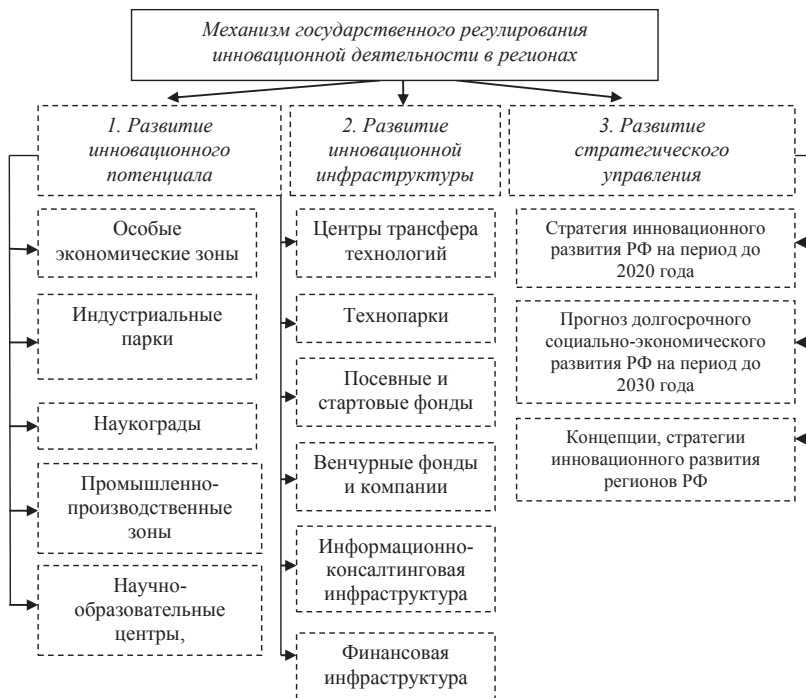 Механизм государственного регулирования
инновационной деятельности в регионах
1. Развитие
инновационного
потенциала
2. Развитие
инновационной
инфраструктуры
3. Развитие
стратегического
управления
Особые
экономические зоны
Индустриальные
парки
Наукограды
Промышленно-
производственные
зоны
Научно-
образовательные
центры,
Центры трансфера
технологий
Технопарки
Посевные и
стартовые фонды
Венчурные фонды
и компании
Информационно-
консалтинговая
инфраструктура
Финансовая
инфраструктура
Стратегия инновационного
развития РФ на период до
2020 года
Прогноз долгосрочного
социально-экономического
развития РФ на период до
2030 года
Концепции, стратегии
инновационного развития
регионов РФ